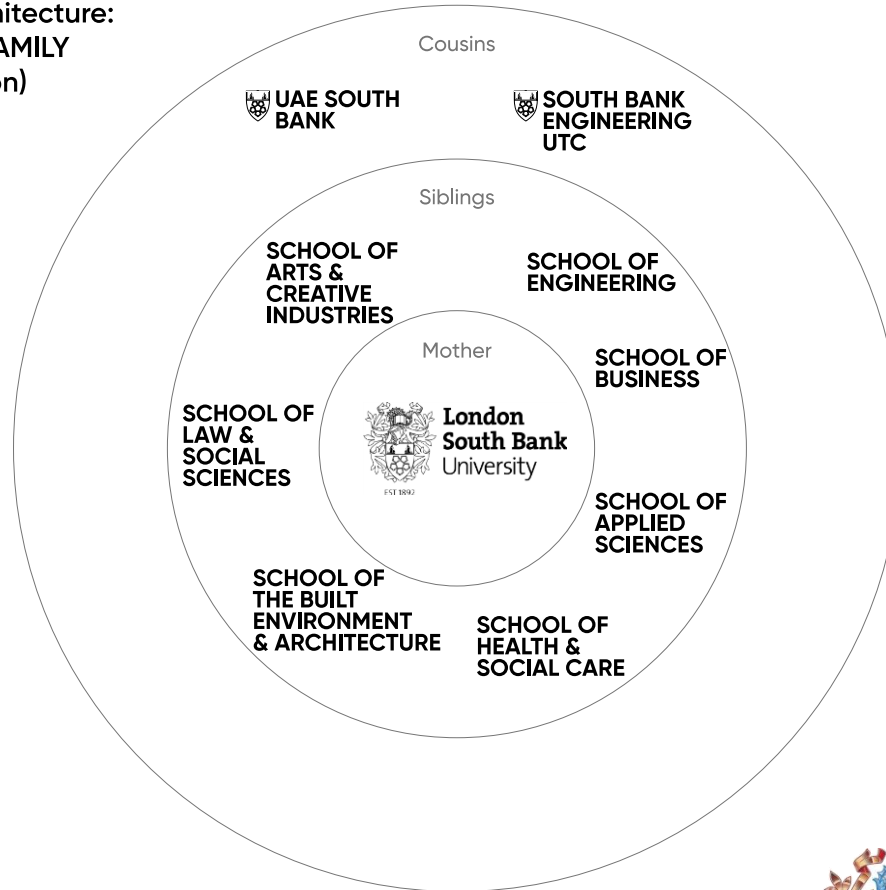 nitecture:
AMILY
on)
Cousins
UAE SOUTH
BANK
SOUTH BANK
ENGINEERING
UTC
Siblings
SCHOOL OF
ARTS &
CREATIVE
INDUSTRIES
SCHOOL OF
ENGINEERING
Mother
SCHOOL OF
BUSINESS
SCHOOL OF
LAW &
SOCIAL
SCIENCES
London
South Bank
University
EST 1892
SCHOOL OF
APPLIED
SCIENCES
SCHOOL OF
THE BUILT
ENVIRONMENT
& ARCHITECTURE
SCHOOL OF
HEALTH &
SOCIAL CARE